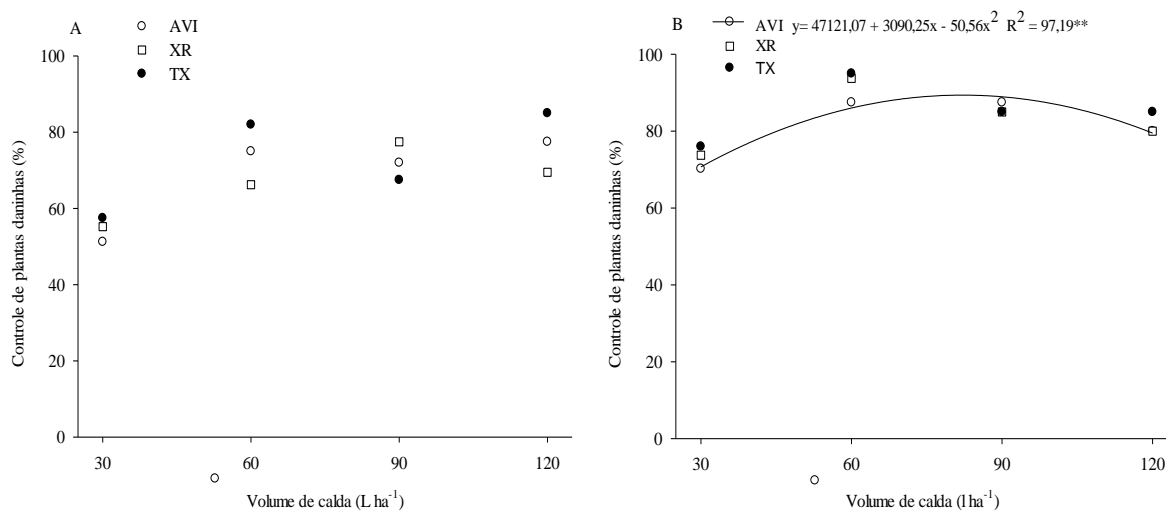 A
AVI
XR
TX
100
80
60
40
20
0
30 60 90 120
Controle de plantas daninhas (%)
Volume de calda (L ha-1)
B
AVI y= 47121,07 + 3090,25x - 50,56x2 R2 = 97,19**
XR
TX
100
80
60
40
20
0
30 60 90 120
Controle de plantas daninhas (%)
Volume de calda (l ha-1)